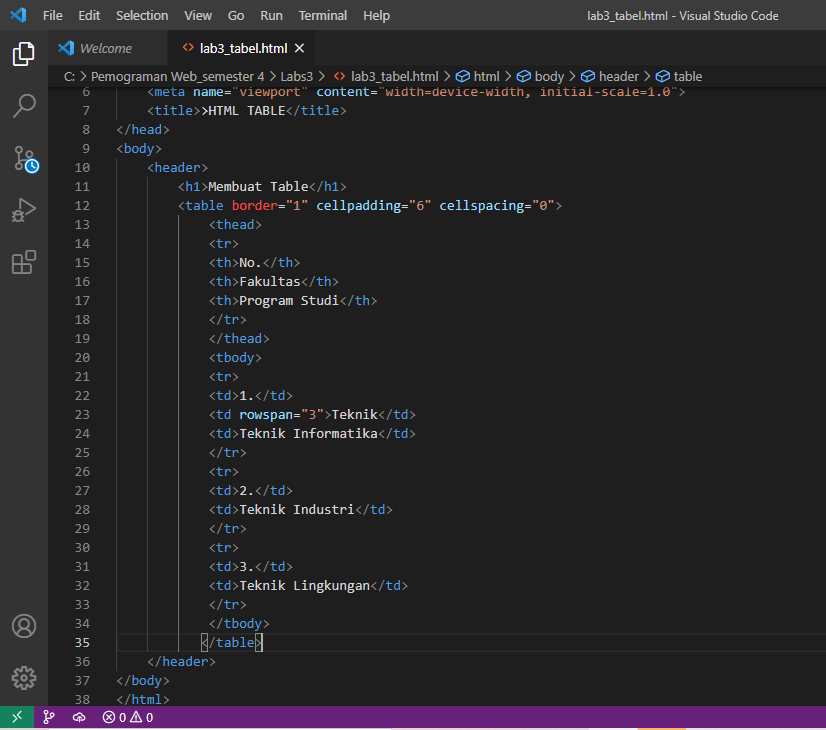 File Edit Selection View Go Run Terminal Help lab3_tabel.html - Visual Studio Code
Welcome <> lab3_tabel.html ×
C: > Pemograman Web_semester 4 > Labs3 > <> lab3_tabel.html > html > body > header > table
6 <meta name="viewport" content="width=device-width, initial-scale=1.0">
7 <title>>HTML TABLE</title>
8 </head>
9 <body>
10 <header>
11 <h1>Membuat Table</h1>
12 <table border="1" cellpadding="6" cellspacing="0">
13 <thead>
14 <tr>
15 <th>No.</th>
16 <th>Fakultas</th>
17 <th>Program Studi</th>
18 </tr>
19 </thead>
20 <tbody>
21 <tr>
22 <td>1.</td>
23 <td rowspan="3">Teknik</td>
24 <td>Teknik Informatika</td>
25 </tr>
26 <tr>
27 <td>2.</td>
28 <td>Teknik Industri</td>
29 </tr>
30 <tr>
31 <td>3.</td>
32 <td>Teknik Lingkungan</td>
33 </tr>
34 </tbody>
35 </table>
36 </header>
37 </body>
38 </html>
0 0